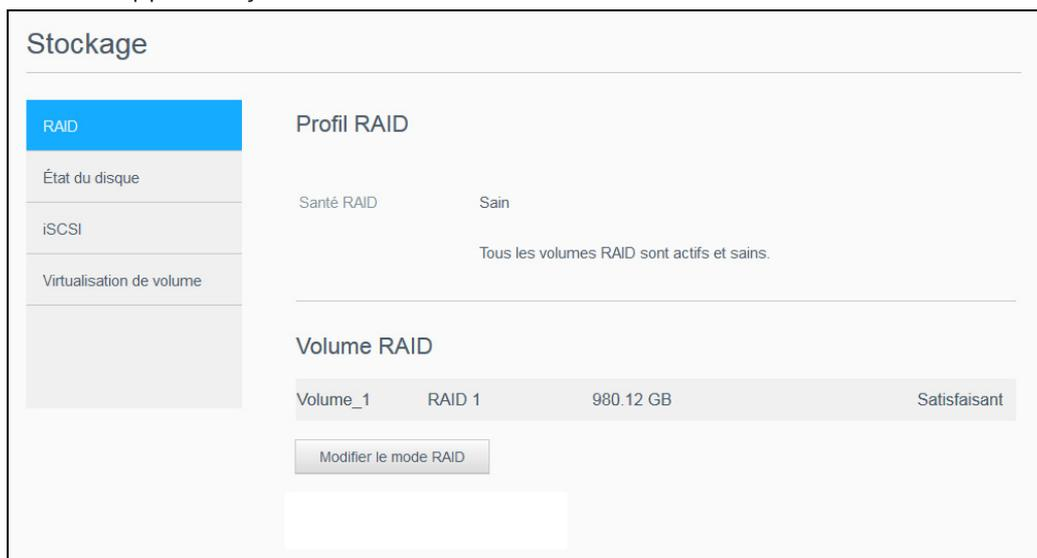 Stockage
RAID
État du disque
iSCSI
Virtualisation de volume
Profil RAID
Santé RAID Sain
Tous les volumes RAID sont actifs et sains.
Volume RAID
Volume_1 RAID 1 980.12 GB Satisfaisant
Modifier le mode RAID